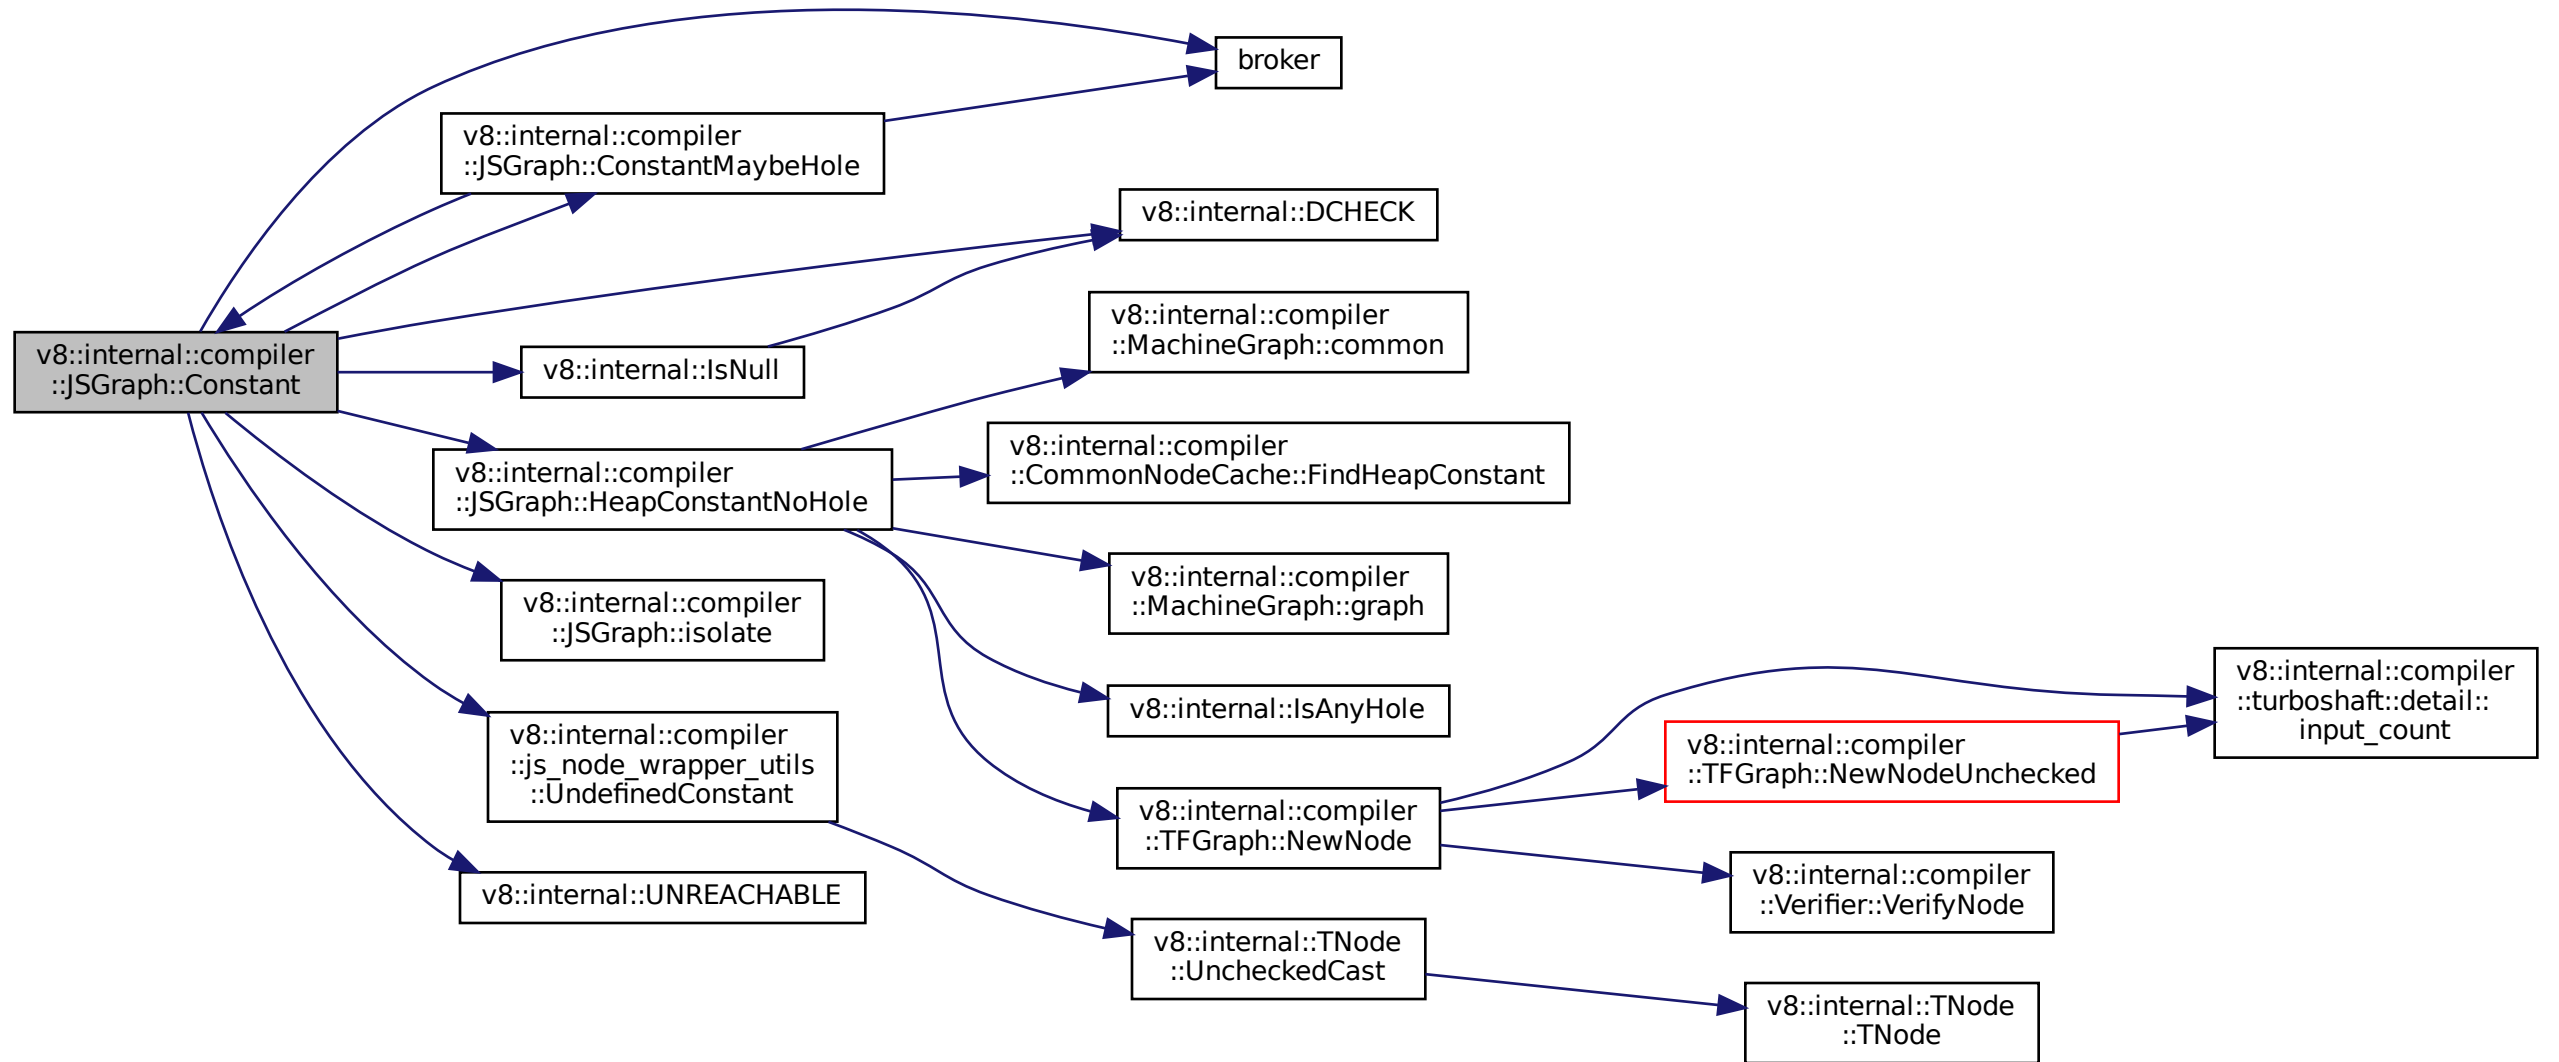 broker
v8::internal::compiler
::JSGraph::ConstantMaybeHole
v8::internal::DCHECK
v8::internal::compiler
::MachineGraph::common
v8::internal::compiler
::JSGraph::Constant
v8::internal::IsNull
v8::internal::compiler
::CommonNodeCache::FindHeapConstant
v8::internal::compiler
::JSGraph::HeapConstantNoHole
v8::internal::compiler
::MachineGraph::graph
v8::internal::compiler
::JSGraph::isolate
v8::internal::compiler
::turboshaft::detail::
input_count
v8::internal::IsAnyHole
v8::internal::compiler
::js_node_wrapper_utils
::UndefinedConstant
v8::internal::compiler
::TFGraph::NewNodeUnchecked
v8::internal::compiler
::TFGraph::NewNode
v8::internal::compiler
::Verifier::VerifyNode
v8::internal::UNREACHABLE
v8::internal::TNode
::UncheckedCast
v8::internal::TNode
::TNode